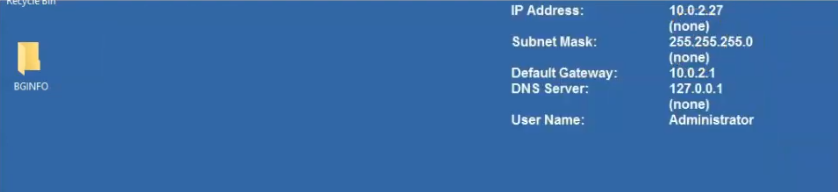 Recycle Bin
BGINFO
IP Address: 10.0.2.27
(none)
Subnet Mask: 255.255.255.0
(none)
Default Gateway: 10.0.2.1
DNS Server: 127.0.0.1
(none)
User Name: Administrator